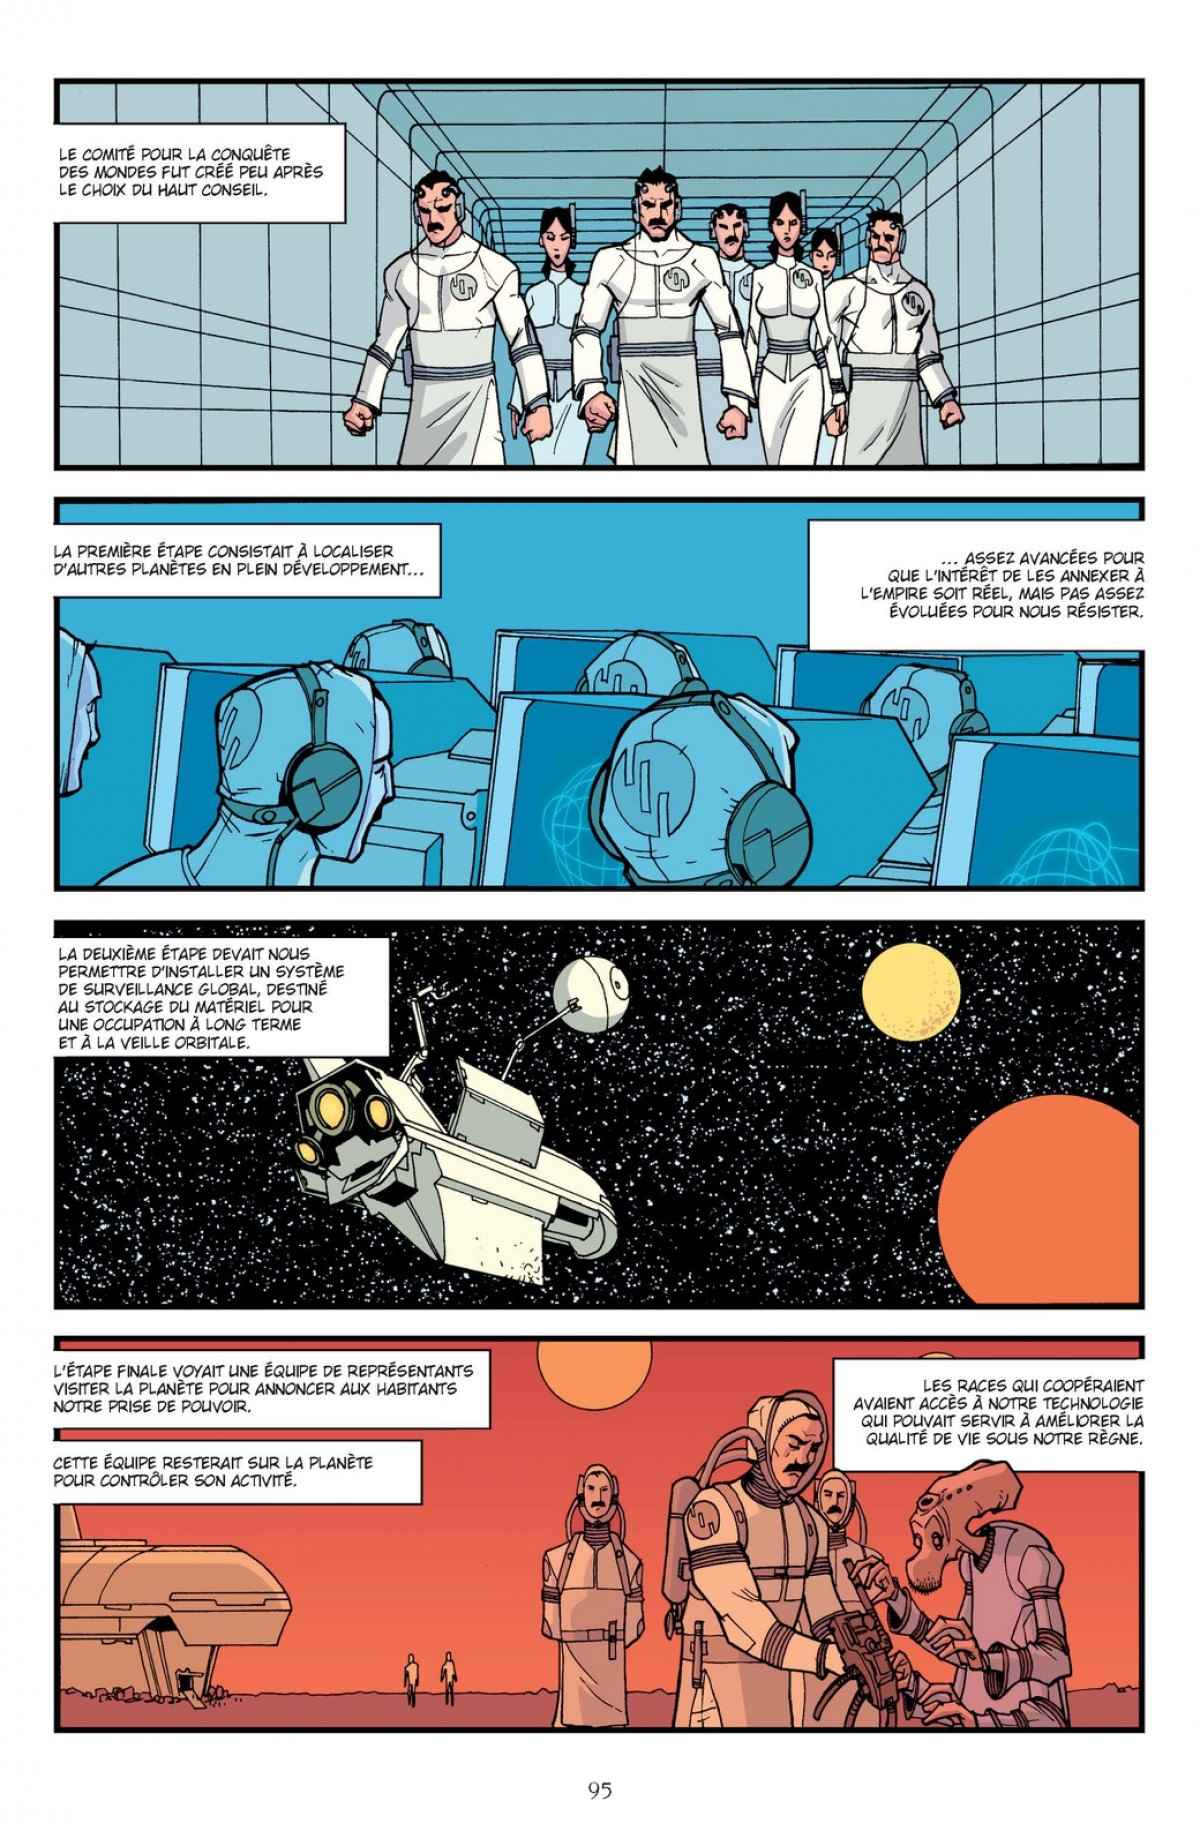 LE COMITÉ POUR LA CONQUÊTE
DES MONDES FUT CRÉÉ PEU APRÈS
LE CHOIX DU HAUT CONSEIL.
LA PREMIÈRE ÉTAPE CONSISTAIT À LOCALISER
D'AUTRES PLANÈTES EN PLEIN DÉVELOPPEMENT...
... ASSEZ AVANCÉES POUR
QUE L'INTÉRÊT DE LES ANNEXER À
L'EMPIRE SOIT RÉEL, MAIS PAS ASSEZ
ÉVOLUÉES POUR NOUS RÉSISTER.
LA DEUXIÈME ÉTAPE DEVAIT NOUS
PERMETTRE D'INSTALLER UN SYSTÈME
DE SURVEILLANCE GLOBAL, DESTINÉ
AU STOCKAGE DU MATÉRIEL POUR
UNE OCCUPATION À LONG TERME
ET À LA VEILLE ORBITALE.
L'ÉTAPE FINALE VOYAIT UNE ÉQUIPE DE REPRÉSENTANTS
VISITER LA PLANÈTE POUR ANNONCER AUX HABITANTS
NOTRE PRISE DE POUVOIR.
CETTE ÉQUIPE RESTERAIT SUR LA PLANÈTE
POUR CONTRÔLER SON ACTIVITÉ.
LES RACES QUI COOPÉRAIENT
AVAIENT ACCÈS À NOTRE TECHNOLOGIE
QUI POUVAIT SERVIR À AMÉLIORER LA
QUALITÉ DE VIE SOUS NOTRE RÈGNE.
95